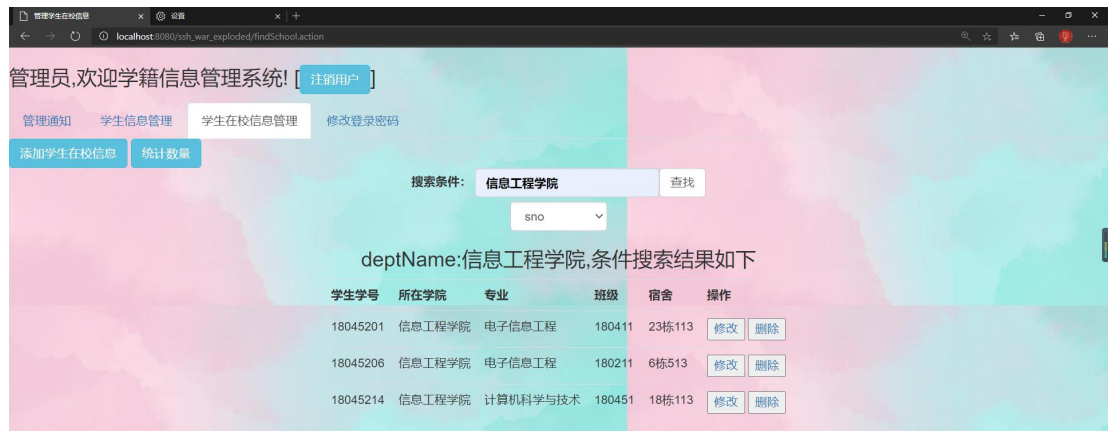 管理学生在校信息
设置
localhost:8080/ssh_war_exploded/findSchool.action
管理员,欢迎学籍信息管理系统! [ 注销用户 ]
管理通知 学生信息管理 学生在校信息管理 修改登录密码
添加学生在校信息 统计数量
搜索条件: 信息工程学院 查找
sno
deptName:信息工程学院,条件搜索结果如下
学生学号 所在学院 专业 班级 宿舍 操作
18045201 信息工程学院 电子信息工程 180411 23栋113 修改 删除
18045206 信息工程学院 电子信息工程 180211 6栋513 修改 删除
18045214 信息工程学院 计算机科学与技术 180451 18栋113 修改 删除